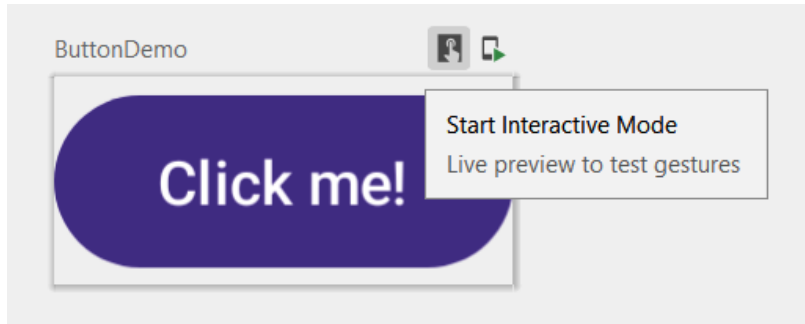 ButtonDemo
Start Interactive Mode
Live preview to test gestures
Click me!